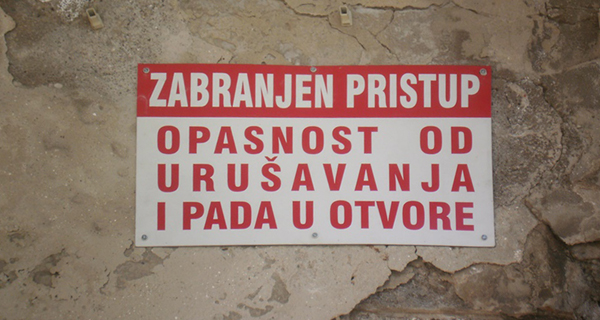 ZABRANJEN PRISTUP
OPASNOST OD
URUŠAVANJA
I PADA U OTVORE